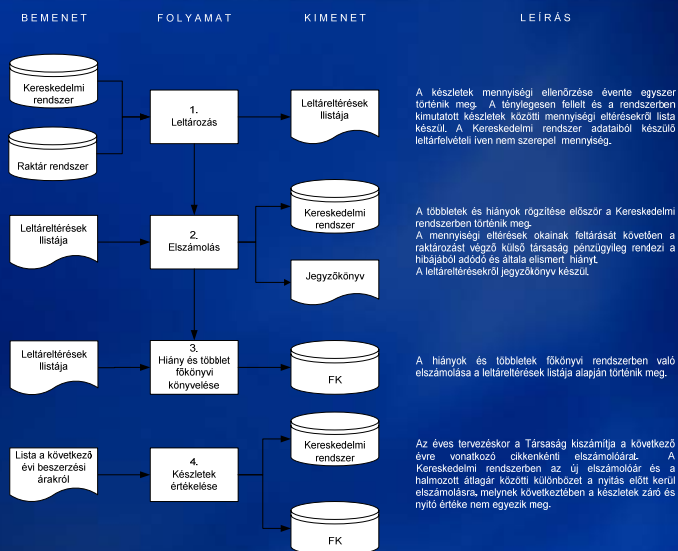 BEMENET
FOLYAMAT
KIMENET
LEÍRÁS
Kereskedelmi
rendszer
Raktár rendszer
1.
Leltározás
Leltáreltérések
llistája
A készletek mennyiségi ellenőrzése évente egyszer
történik meg. A ténylegesen fellelt és a rendszerben
kimutatott készletek közötti mennyiségi eltérésekről lista
készül. A Kereskedelmi rendszer adataiból készülő
leltárfelvételi íven nem szerepel mennyiség.
Leltáreltérések
llistája
2.
Elszámolás
Kereskedelmi
rendszer
Jegyzőkönyv
A többletek és hiányok rögzítése először a Kereskedelmi
rendszerben történik meg.
A mennyiségi eltérések okainak feltárását követően a
raktározást végző külső társaság pénzügyileg rendezi a
hibájából adódó és általa elismert hiányt.
A leltáreltérésekről jegyzőkönyv készül.
Leltáreltérések
llistája
3.
Hiány és többlet
főkönyvi
könyvelése
FK
A hiányok és többletek főkönyvi rendszerben való
elszámolása a leltáreltérések listája alapján történik meg.
Lista a következő
évi beszerzési
árakról
4.
Készletek
értékelése
Kereskedelmi
rendszer
FK
Az éves tervezéskor a Társaság kiszámítja a következő
évre vonatkozó cikkenkénti elszámolóárat. A
Kereskedelmi rendszerben az új elszámolóár és a
halmozott átlagár közötti különbözet a nyitás előtt kerül
elszámolásra, melynek következtében a készletek záró és
nyitó értéke nem egyezik meg.